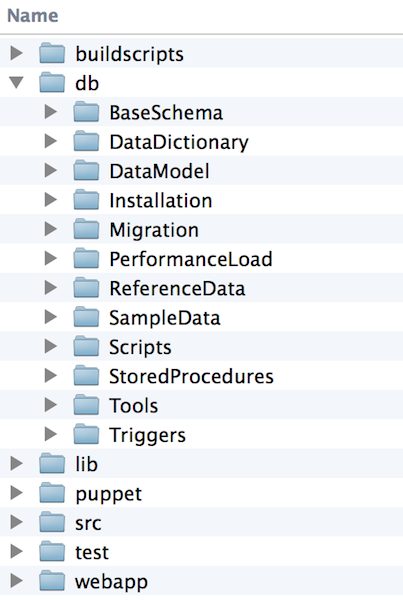 Name
buildscripts
db
BaseSchema
DataDictionary
DataModel
Installation
Migration
PerformanceLoad
ReferenceData
SampleData
Scripts
StoredProcedures
Tools
Triggers
lib
puppet
src
test
webapp